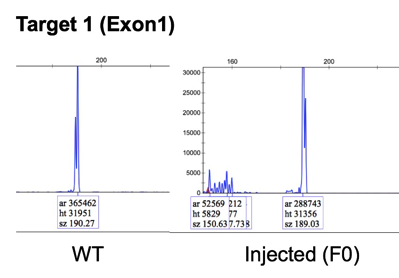 Target 1 (Exon1)
200
160
200
30000
25000
20000
15000
10000
5000
0
ar 365462
ht 31951
sz 190.27
ar 52569 212
ht 5829 77
sz 150.63 7.738
ar 288743
ht 31356
sz 189.03
WT
Injected (F0)